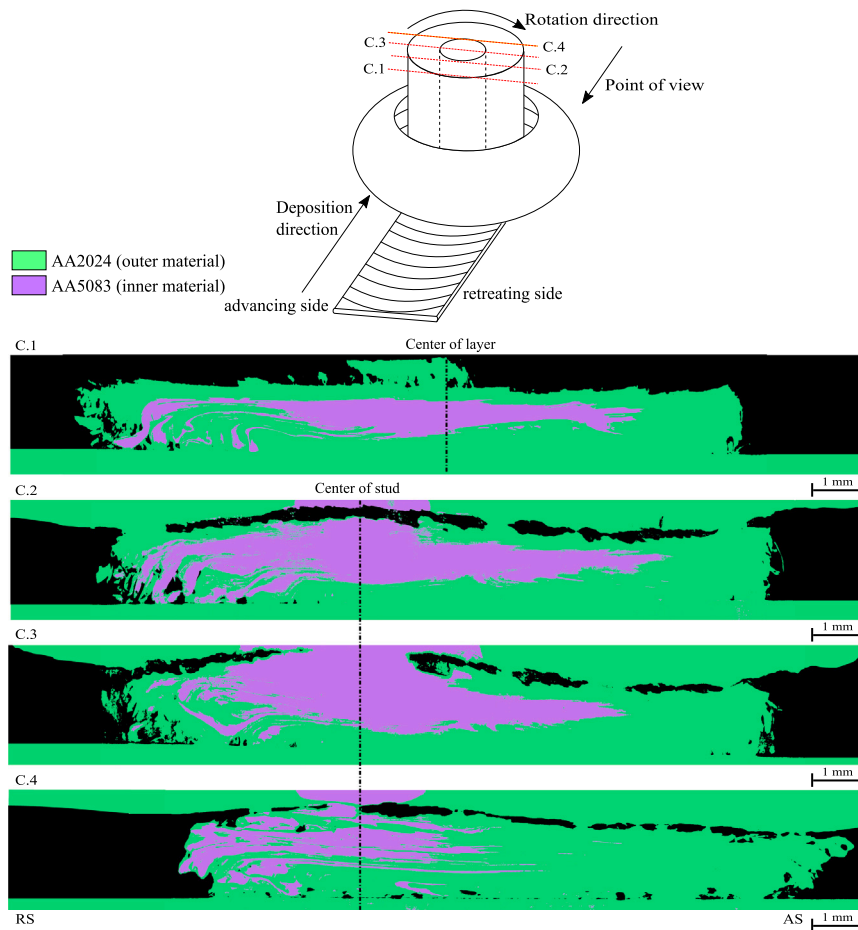 Rotation direction
C.3
C.4
C.1
C.2
Point of view
Deposition
direction
AA2024 (outer material)
AA5083 (inner material)
advancing side
retreating side
C.1
Center of layer
1 mm
C.2
Center of stud
1 mm
C.3
1 mm
C.4
RS
AS
1 mm